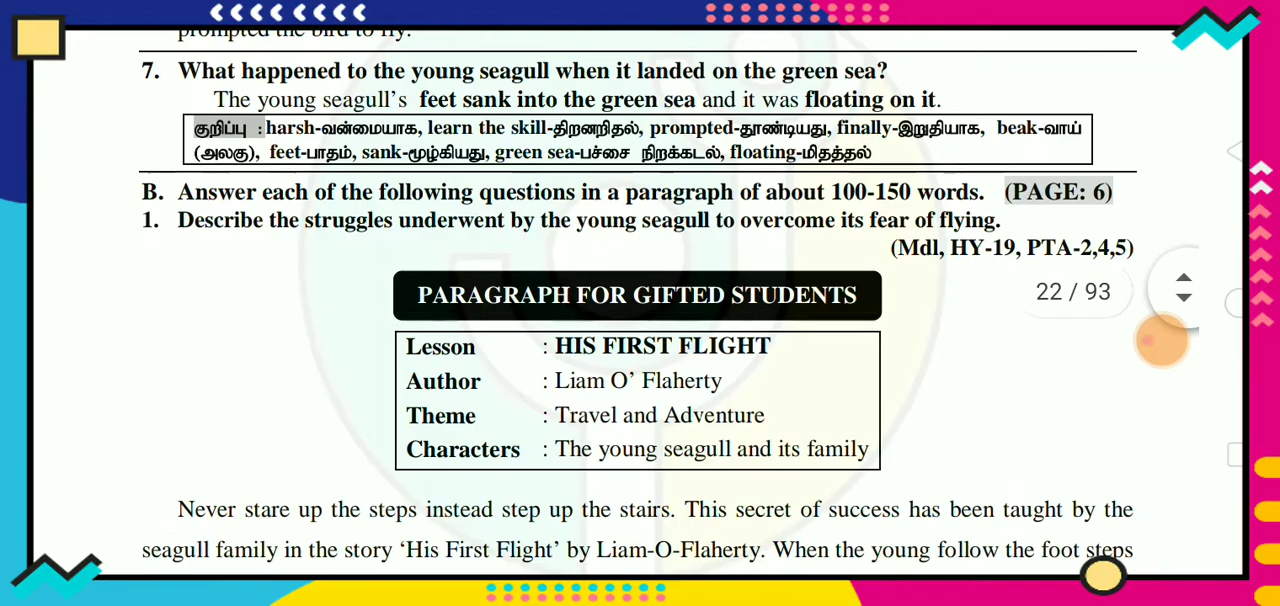 prompted the bird to fly.
7. What happened to the young seagull when it landed on the green sea?
The young seagull's feet sank into the green sea and it was floating on it.
குறிப்பு : harsh-வன்மையாக, learn the skill-திறனறிதல், prompted-தூண்டியது, finally-இறுதியாக, beak-வாய்
(அலகு), feet-பாதம், sank-மூழ்கியது, green sea-பச்சை நிறக்கடல், floating-மிதத்தல்
B. Answer each of the following questions in a paragraph of about 100-150 words. (PAGE: 6)
1. Describe the struggles underwent by the young seagull to overcome its fear of flying.
(Mdl, HY-19, PTA-2,4,5)
PARAGRAPH FOR GIFTED STUDENTS
22 / 93
Lesson : HIS FIRST FLIGHT
Author : Liam O' Flaherty
Theme : Travel and Adventure
Characters : The young seagull and its family
Never stare up the steps instead step up the stairs. This secret of success has been taught by the
seagull family in the story 'His First Flight' by Liam-O-Flaherty. When the young follow the foot steps